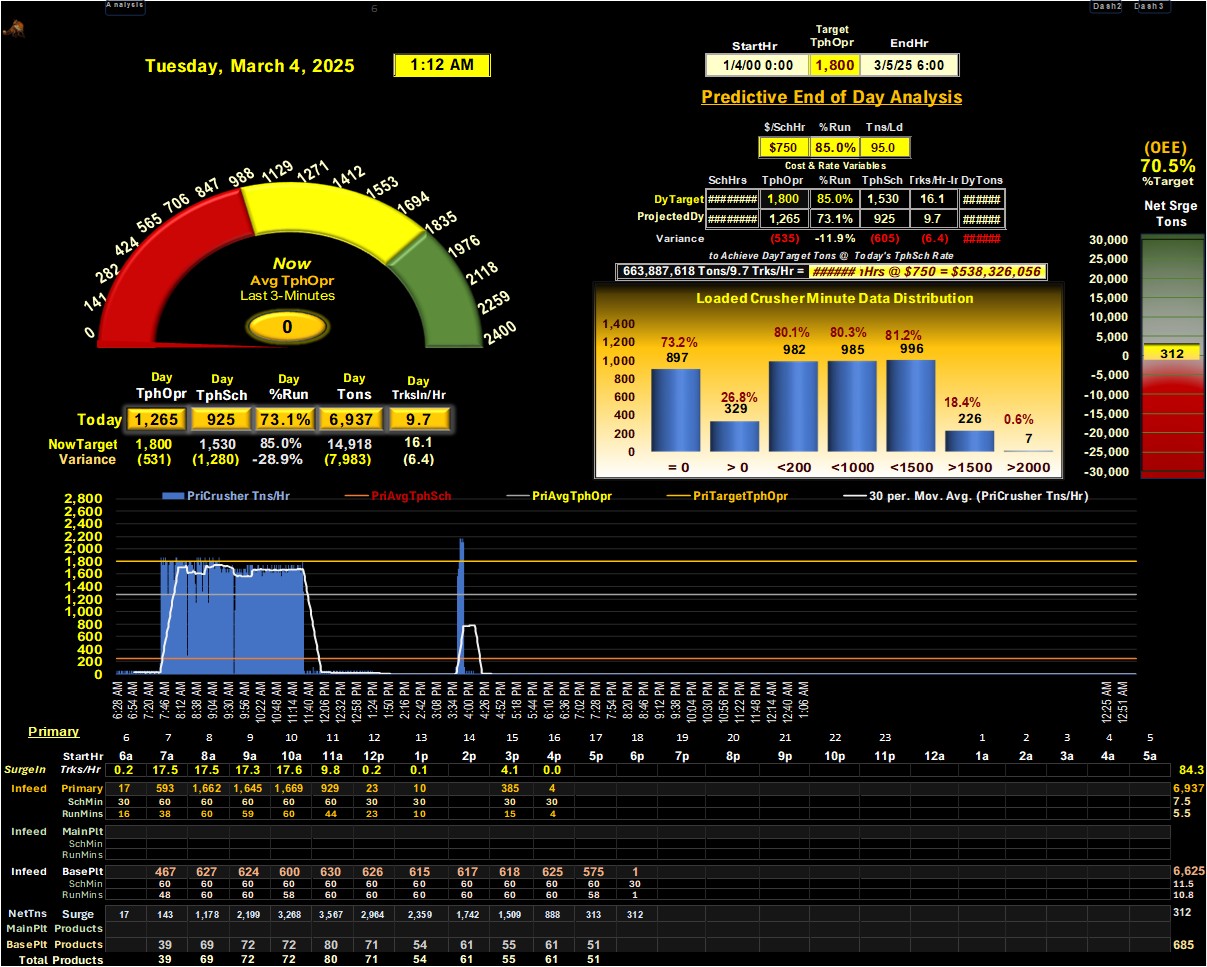 Analysis 6 Dash2 Dash3
Tuesday, March 4, 2025 1:12 AM
StartHr Target TphOpr EndHr
1/4/00 0:00 1,800 3/5/25 6:00
Predictive End of Day Analysis
$/SchHr %Run Tns/Ld
$750 85.0% 95.0
Cost & Rate Variables
SchHrs TphOpr %Run TphSch Trks/Hr-In DyTons
DyTarget ######## 1,800 85.0% 1,530 16.1 ######
ProjectedDy ######## 1,265 73.1% 925 9.7 ######
Variance (535) -11.9% (605) (6.4) ######
to Achieve DayTarget Tons @ Today's TphSch Rate
663,887,618 Tons/9.7 Trks/Hr = ###### ıHrs @ $750 = $538,326,056
(OEE)
70.5%
%Target
Net Srge
Tons
30,000
25,000
20,000
15,000
10,000
5,000
0
312
-5,000
-10,000
-15,000
-20,000
-25,000
-30,000
0 141 282 424 565 706 847 988 1129 1271 1412 1553 1694 1835 1976 2118 2259 2400
Now
Avg TphOpr
Last 3-Minutes
0
Day Day Day Day Day
TphOpr TphSch %Run Tons TrksIn/Hr
Today 1,265 925 73.1% 6,937 9.7
NowTarget 1,800 1,530 85.0% 14,918 16.1
Variance (531) (1,280) -28.9% (7,983) (6.4)
Loaded Crusher Minute Data Distribution
1,400
1,200
1,000
800
600
400
200
0
73.2% 26.8% 80.1% 80.3% 81.2% 18.4% 0.6%
897 329 982 985 996 226 7
= 0 > 0 <200 <1000 <1500 >1500 >2000
PriCrusher Tns/Hr PriAvgTphSch PriAvgTphOpr PriTargetTphOpr 30 per. Mov. Avg. (PriCrusher Tns/Hr)
2,800
2,600
2,400
2,200
2,000
1,800
1,600
1,400
1,200
1,000
800
600
400
200
0
6:28 AM 6:54 AM 7:20 AM 7:46 AM 8:12 AM 8:38 AM 9:04 AM 9:30 AM 9:56 AM 10:22 AM 10:48 AM 11:14 AM 11:40 AM 12:06 PM 12:32 PM 12:58 PM 1:24 PM 1:50 PM 2:16 PM 2:42 PM 3:08 PM 3:34 PM 4:00 PM 4:26 PM 4:52 PM 5:18 PM 5:44 PM 6:10 PM 6:36 PM 7:02 PM 7:28 PM 7:54 PM 8:20 PM 8:46 PM 9:12 PM 9:38 PM 10:04 PM 10:30 PM 10:56 PM 11:22 PM 11:48 PM 12:14 AM 12:40 AM 1:06 AM 12:25 AM 12:51 AM
Primary 6 7 8 9 10 11 12 13 14 15 16 17 18 19 20 21 22 23 1 2 3 4 5
StartHr 6a 7a 8a 9a 10a 11a 12p 1p 2p 3p 4p 5p 6p 7p 8p 9p 10p 11p 12a 1a 2a 3a 4a 5a
SurgeIn Trks/Hr 0.2 17.5 17.5 17.3 17.6 9.8 0.2 0.1 4.1 0.0 84.3
Infeed Primary 17 593 1,662 1,645 1,669 929 23 10 385 4 6,937
SchMin 30 60 60 60 60 60 30 30 30 30 7.5
RunMins 16 38 60 59 60 44 23 10 15 4 5.5
Infeed MainPlt
SchMin
RunMins
Infeed BasePlt 467 627 624 600 630 626 615 617 618 625 575 1 6,625
SchMin 60 60 60 60 60 60 60 60 60 60 60 30 11.5
RunMins 48 60 60 58 60 60 60 60 60 60 58 1 10.8
NetTns Surge 17 143 1,178 2,199 3,268 3,567 2,964 2,359 1,742 1,509 888 313 312 312
MainPlt Products
BasePlt Products 39 69 72 72 80 71 54 61 55 61 51 685
Total Products 39 69 72 72 80 71 54 61 55 61 51